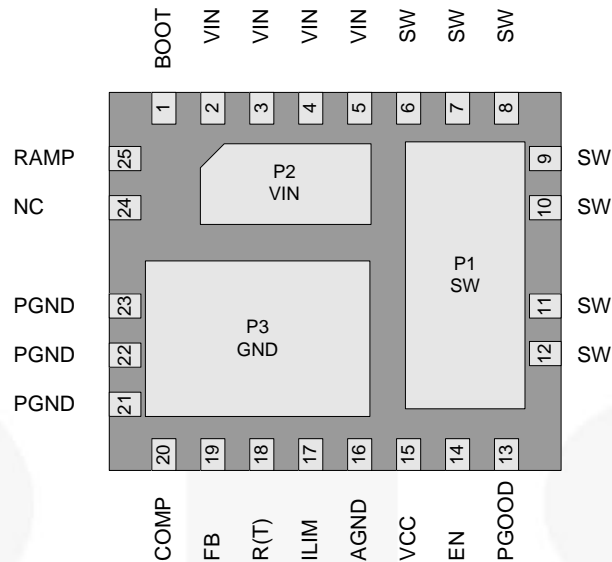 BOOT
VIN
VIN
VIN
VIN
SW
SW
SW
1
2
3
4
5
6
7
8
RAMP
25
NC
24
PGND
23
PGND
22
PGND
21
P2
VIN
P1
SW
P3
GND
9
SW
10
SW
11
SW
12
SW
20
19
18
17
16
15
14
13
COMP
FB
R(T)
ILIM
AGND
VCC
EN
PGOOD